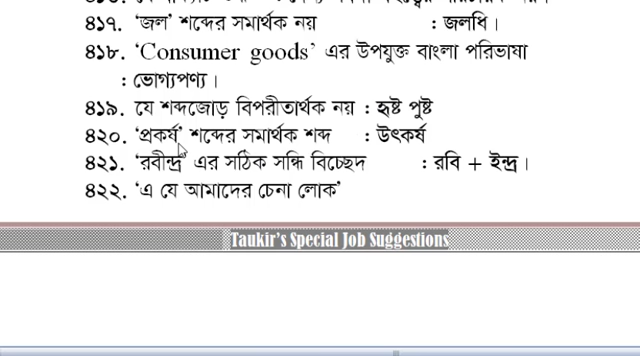 ৪১৭. ‘জল’ শব্দের সমার্থক নয় : জলধি।
৪১৮. ‘Consumer goods’ এর উপযুক্ত বাংলা পরিভাষা
: ভোগ্যপণ্য।
৪১৯. যে শব্দজোড় বিপরীতার্থক নয় : হৃষ্ট পুষ্ট
৪২০. ‘প্রকর্ষ’ শব্দের সমার্থক শব্দ : উৎকর্ষ
৪২১. ‘রবীন্দ্র’ এর সঠিক সন্ধি বিচ্ছেদ : রবি + ইন্দ্র।
৪২২. ‘এ যে আমাদের চেনা লোক’
Taukir's Special Job Suggestions